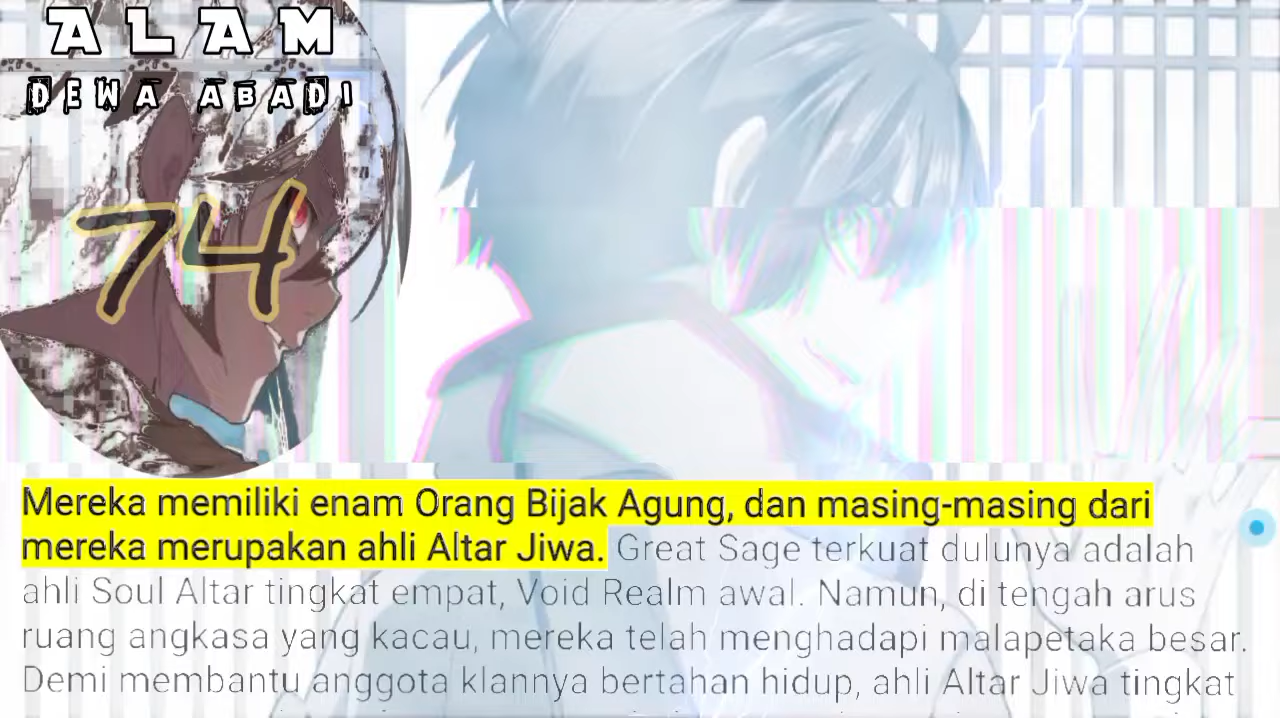 ALAM
DEWA ABADI
74
Mereka memiliki enam Orang Bijak Agung, dan masing-masing dari
mereka merupakan ahli Altar Jiwa. Great Sage terkuat dulunya adalah
ahli Soul Altar tingkat empat, Void Realm awal. Namun, di tengah arus
ruang angkasa yang kacau, mereka telah menghadapi malapetaka besar.
Demi membantu anggota klannya bertahan hidup, ahli Altar Jiwa tingkat